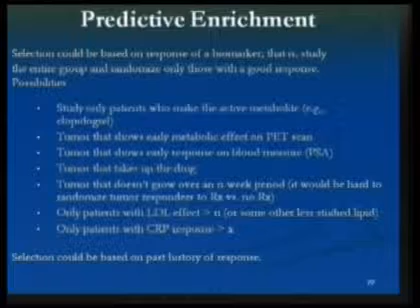 Predictive Enrichment
Selection could be based on response of a biomarker; that is, study
the entire group and randomize only those with a good response.
Possibilities
Study only patients who make the active metabolite (e.g.,
clopidogrel)
Tumor that shows early metabolic effect on PET scan
Tumor that shows early response on blood measure (PSA)
Tumor that takes up the drug
Tumor that doesn't grow over an n week period (it would be hard to
randomize tumor responders to Rx vs. no Rx)
Only patients with LDL effect > n (or some other less studied lipid)
Only patients with CRP response > x
Selection could be based on past history of response.